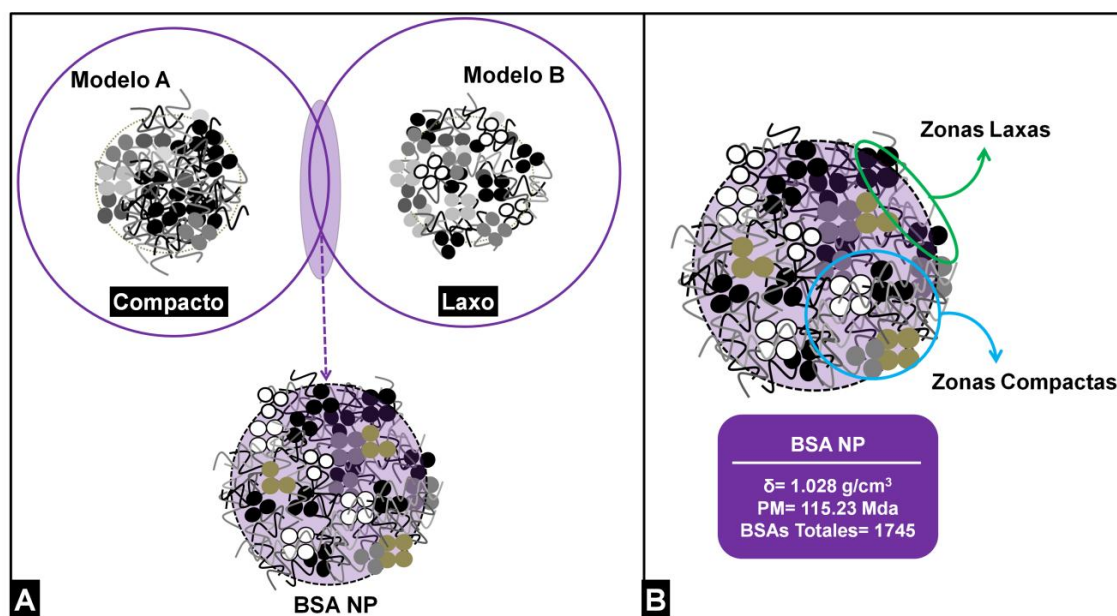 Modelo A
Modelo B
Compacto
Laxo
BSA NP
A
Zonas Laxas
Zonas Compactas
BSA NP
δ= 1.028 g/cm³
PM= 115.23 Mda
BSAs Totales= 1745
B